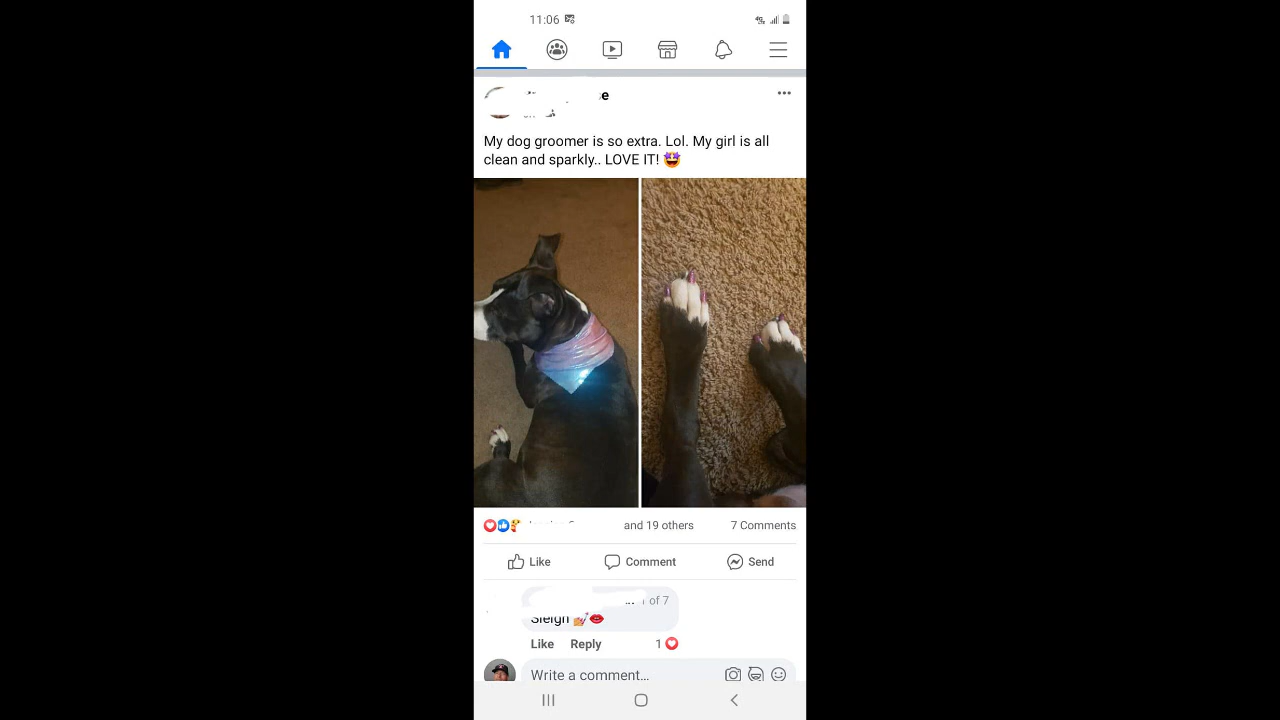 11:06
My dog groomer is so extra. Lol. My girl is all
clean and sparkly.. LOVE IT! 🤩
and 19 others
7 Comments
Like
Comment
Send
of 7
Sleigh 💅👄
Like
Reply
1
Write a comment...